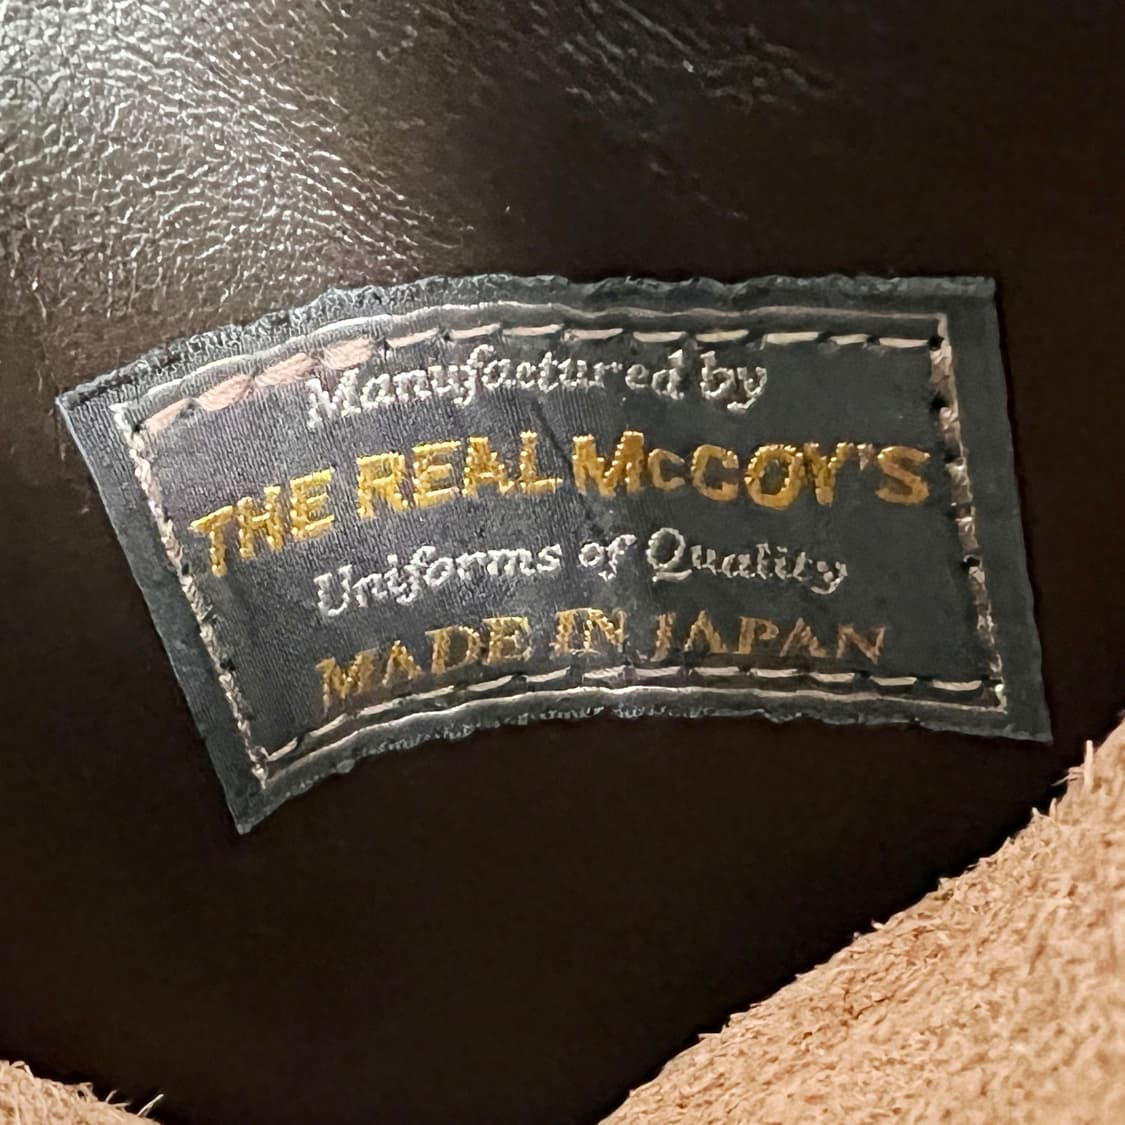 Manufactured by
THE REAL McCOY'S
Uniforms of Quality
MADE IN JAPAN